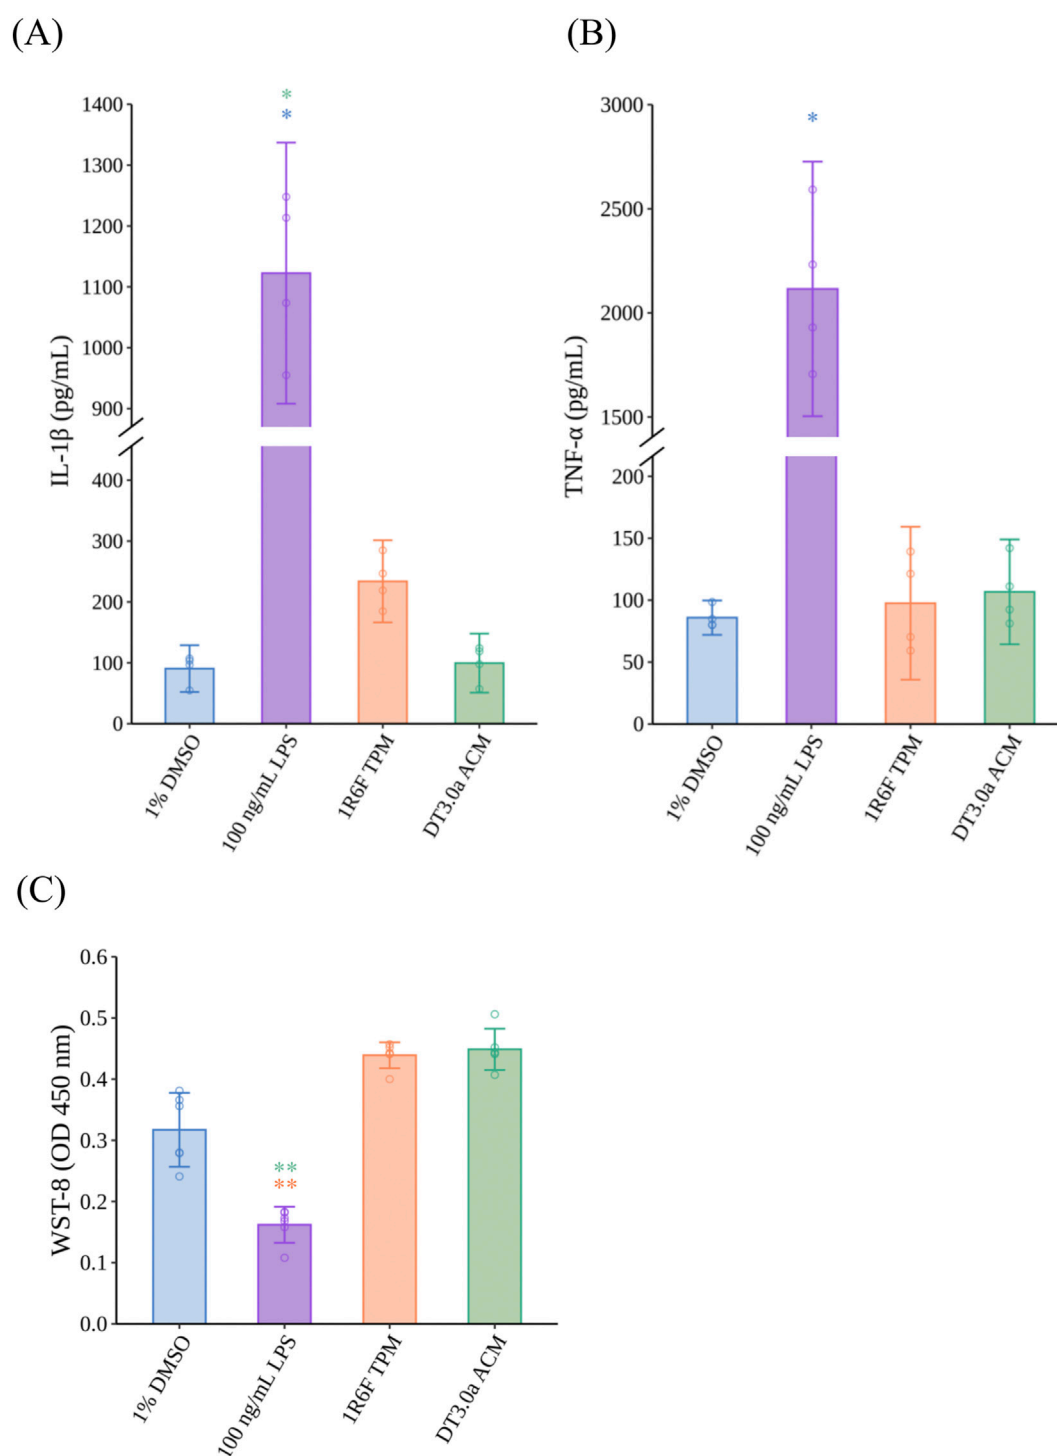 (A)
IL-1β (pg/mL)
1400
1300
1200
1100
1000
900
400
300
200
100
0
*
*
1% DMSO
100 ng/mL LPS
1R6F TPM
DT3.0a ACM
(B)
TNF-α (pg/mL)
3000
2500
2000
1500
200
150
100
50
0
*
1% DMSO
100 ng/mL LPS
1R6F TPM
DT3.0a ACM
(C)
WST-8 (OD 450 nm)
0.6
0.5
0.4
0.3
0.2
0.1
0.0
**
**
1% DMSO
100 ng/mL LPS
1R6F TPM
DT3.0a ACM